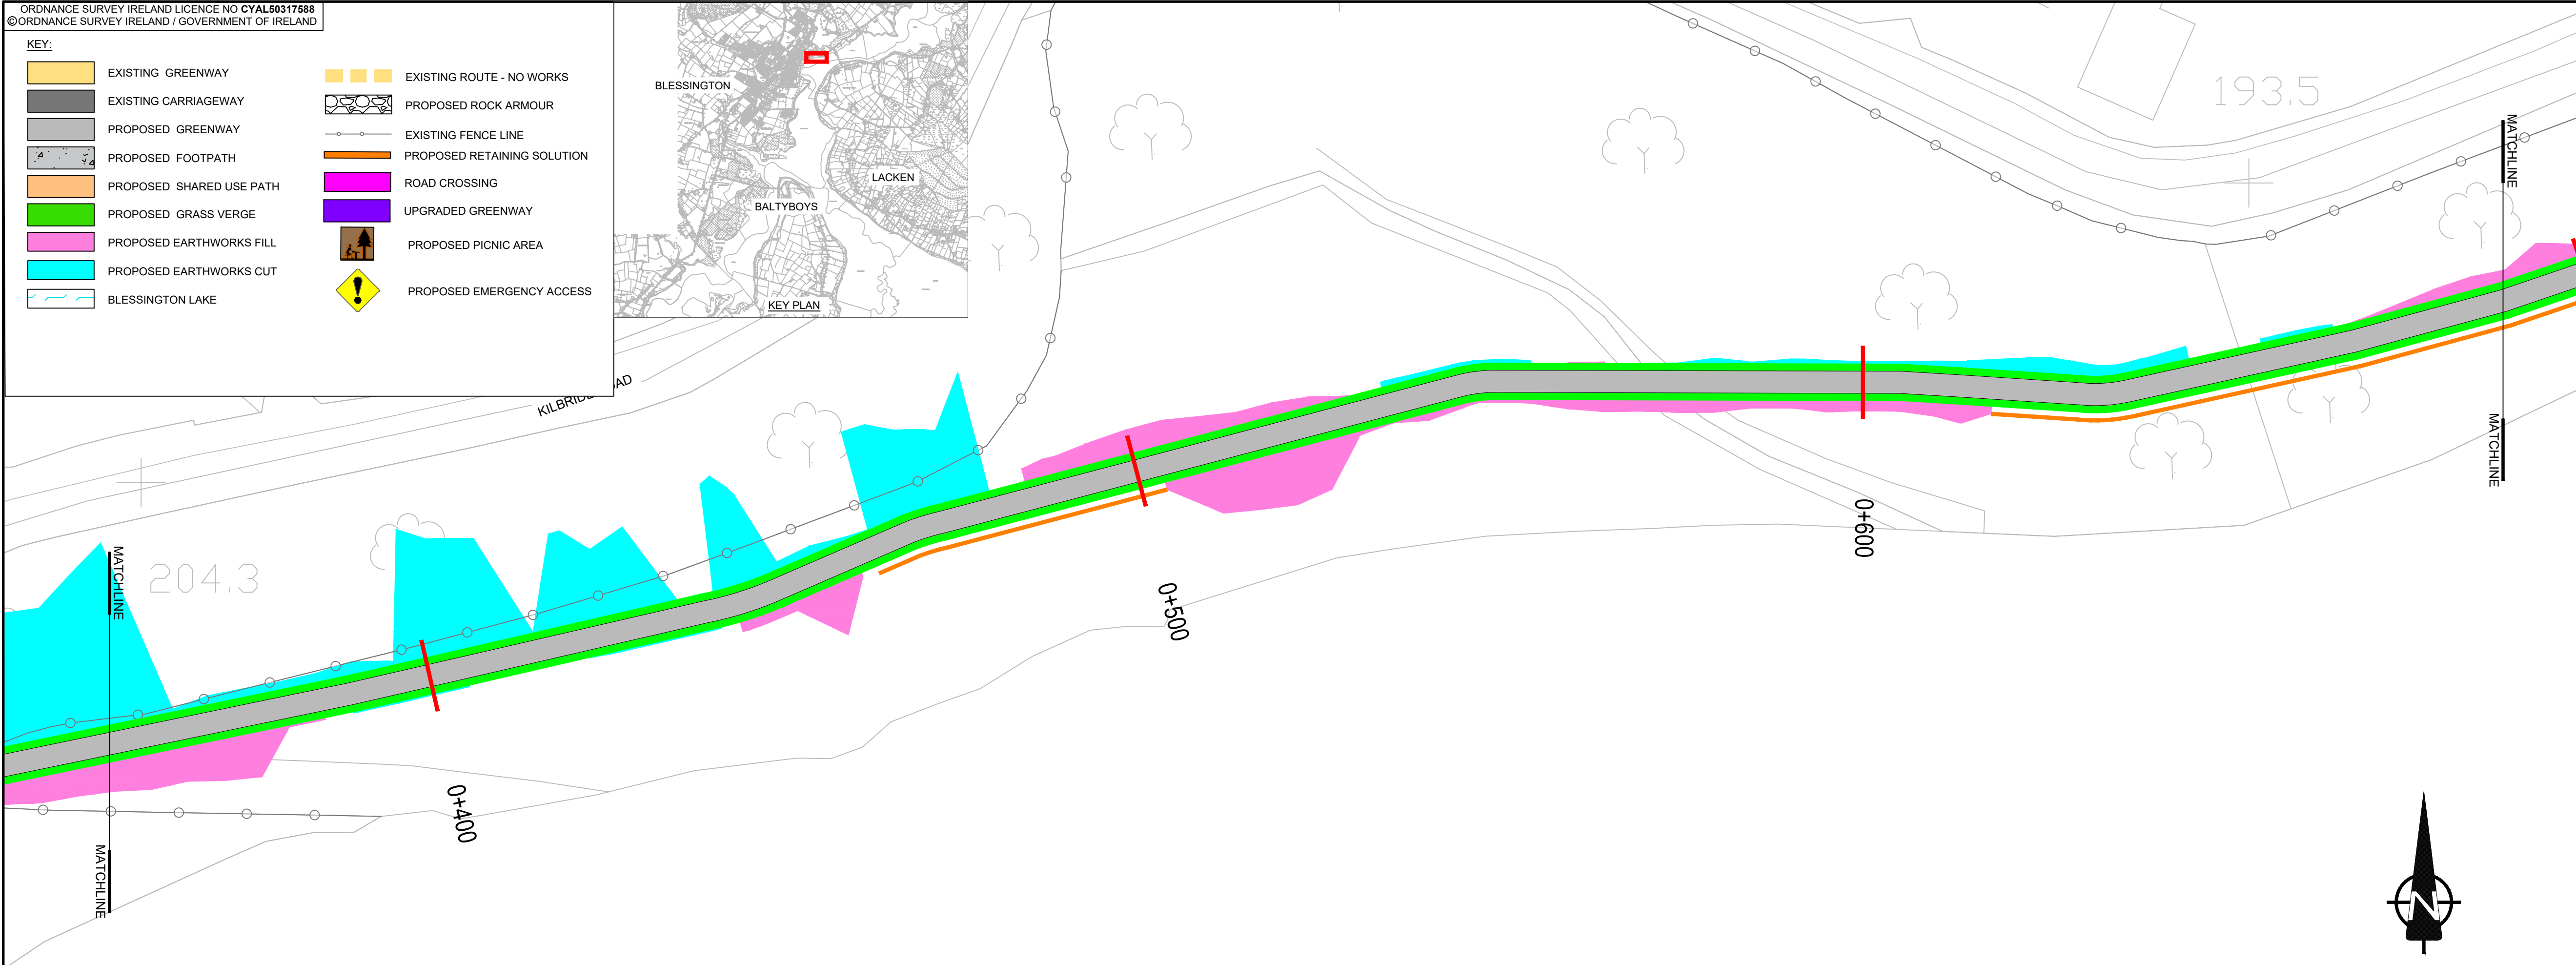 ORDNANCE SURVEY IRELAND LICENCE NO CYAL50317588
©ORDNANCE SURVEY IRELAND / GOVERNMENT OF IRELAND
KEY:
EXISTING GREENWAY
EXISTING CARRIAGEWAY
PROPOSED GREENWAY
PROPOSED FOOTPATH
PROPOSED SHARED USE PATH
PROPOSED GRASS VERGE
PROPOSED EARTHWORKS FILL
PROPOSED EARTHWORKS CUT
BLESSINGTON LAKE
EXISTING ROUTE - NO WORKS
PROPOSED ROCK ARMOUR
EXISTING FENCE LINE
PROPOSED RETAINING SOLUTION
ROAD CROSSING
UPGRADED GREENWAY
PROPOSED PICNIC AREA
PROPOSED EMERGENCY ACCESS
BLESSINGTON
LACKEN
BALTYBOYS
KEY PLAN
193.5
MATCHLINE
MATCHLINE
204.3
MATCHLINE
MATCHLINE
0+400
0+500
0+600
N